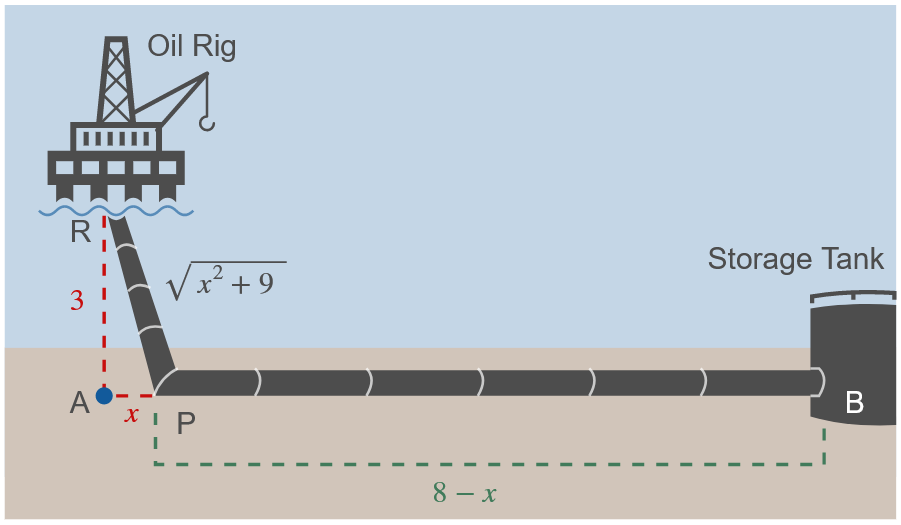 Oil Rig
R
√(x² + 9)
Storage Tank
3
A
x
P
B
8 − x